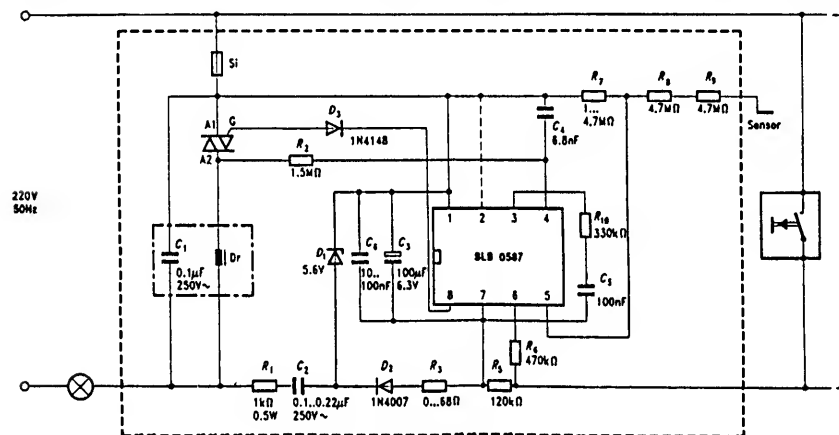 Si
R7
1...
4.7MΩ
R8
4.7MΩ
R9
4.7MΩ
Sensor
A1
G
A2
D3
1N4148
R2
1.5MΩ
C4
6.8nF
220V
50Hz
C1
0.1µF
250V~
Dr
D1
5.6V
C6
10..
100nF
C3
100µF
6.3V
1 2 3 4
SLB 0587
8 7 6 5
R10
330kΩ
C5
100nF
R6
470kΩ
R1
1kΩ
0.5W
C2
0.1..0.22µF
250V~
D2
1N4007
R3
0...68Ω
R5
120kΩ